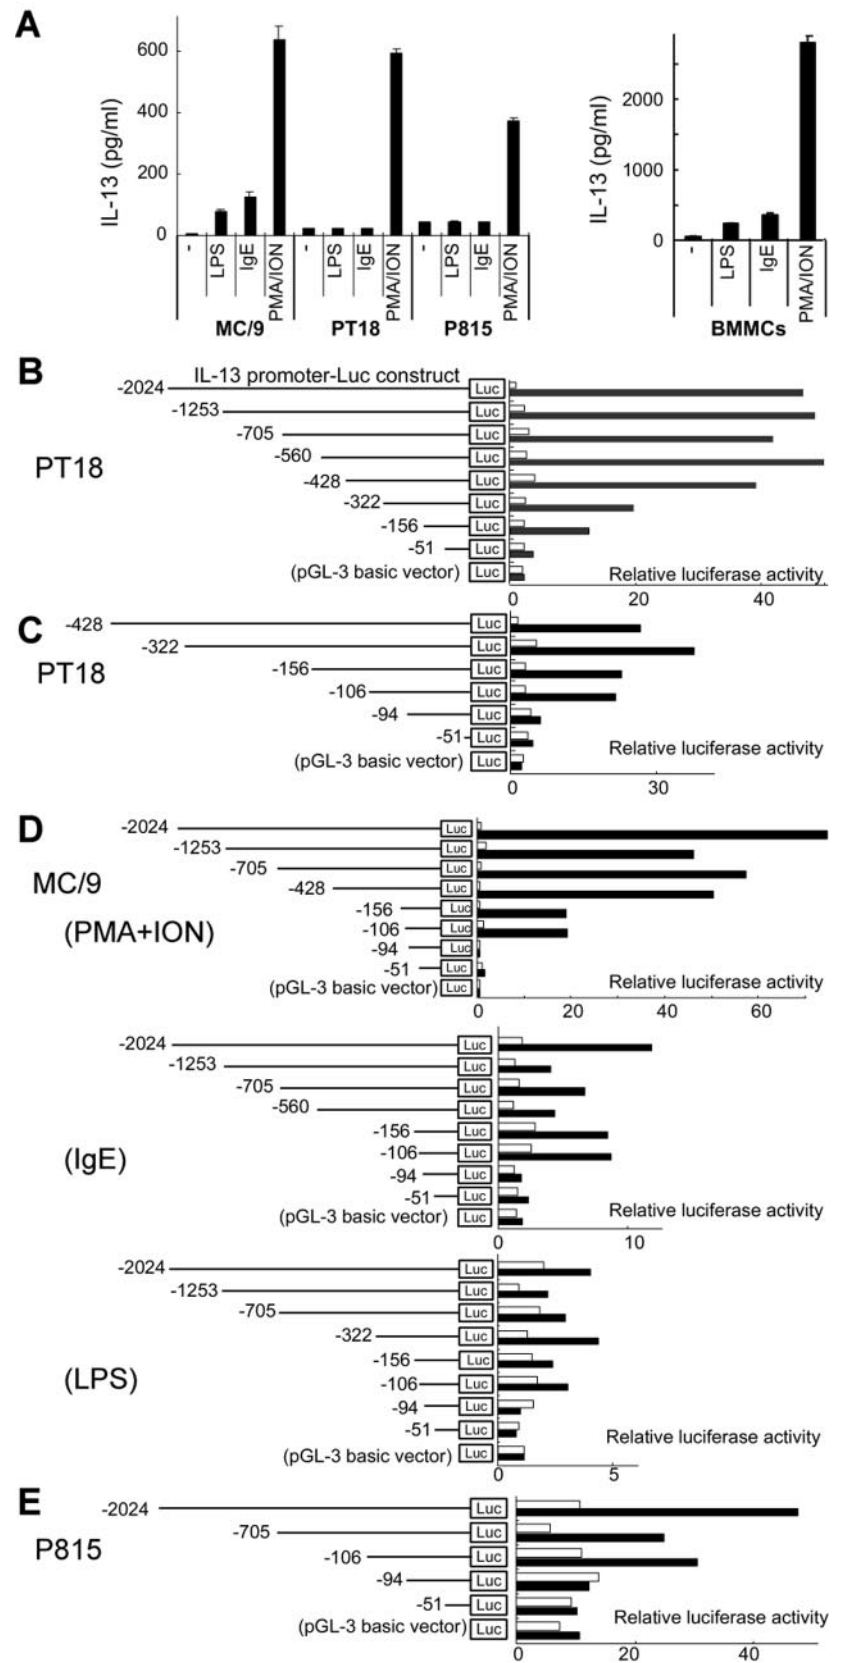 A
IL-13 (pg/ml)
600
400
200
0
- LPS IgE PMA/ION - LPS IgE PMA/ION - LPS IgE PMA/ION
MC/9 PT18 P815
IL-13 (pg/ml)
2000
1000
0
- LPS IgE PMA/ION
BMMCs
B
PT18
IL-13 promoter-Luc construct
-2024 Luc
-1253 Luc
-705 Luc
-560 Luc
-428 Luc
-322 Luc
-156 Luc
-51 Luc
(pGL-3 basic vector) Luc
Relative luciferase activity
0 20 40
C
PT18
-428 Luc
-322 Luc
-156 Luc
-106 Luc
-94 Luc
-51 Luc
(pGL-3 basic vector) Luc
Relative luciferase activity
0 30
D
MC/9
(PMA+ION)
-2024 Luc
-1253 Luc
-705 Luc
-428 Luc
-156 Luc
-106 Luc
-94 Luc
-51 Luc
(pGL-3 basic vector) Luc
Relative luciferase activity
0 20 40 60
(IgE)
-2024 Luc
-1253 Luc
-705 Luc
-560 Luc
-156 Luc
-106 Luc
-94 Luc
-51 Luc
(pGL-3 basic vector) Luc
Relative luciferase activity
0 10
(LPS)
-2024 Luc
-1253 Luc
-705 Luc
-322 Luc
-156 Luc
-106 Luc
-94 Luc
-51 Luc
(pGL-3 basic vector) Luc
Relative luciferase activity
0 5
E
P815
-2024 Luc
-705 Luc
-106 Luc
-94 Luc
-51 Luc
(pGL-3 basic vector) Luc
Relative luciferase activity
0 20 40